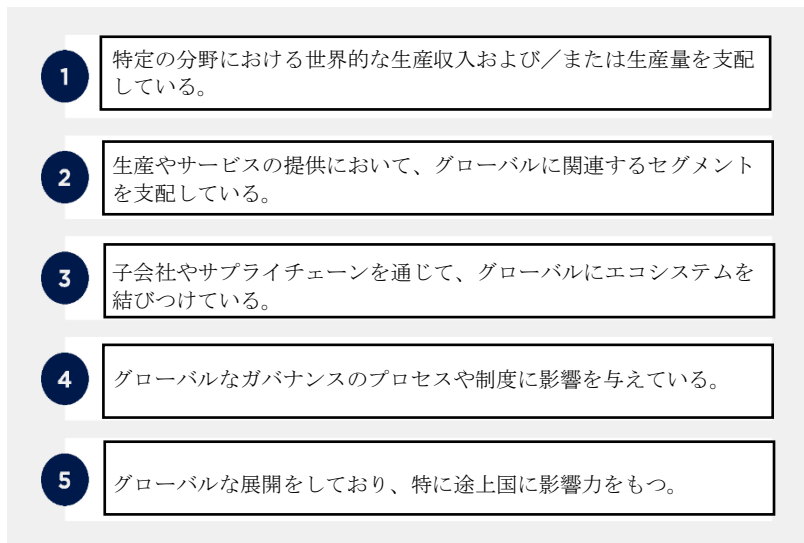 1
特定の分野における世界的な生産収入および／または生産量を支配
している。
2
生産やサービスの提供において、グローバルに関連するセグメント
を支配している。
3
子会社やサプライチェーンを通じて、グローバルにエコシステムを
結びつけている。
4
グローバルなガバナンスのプロセスや制度に影響を与えている。
5
グローバルな展開をしており、特に途上国に影響力をもつ。